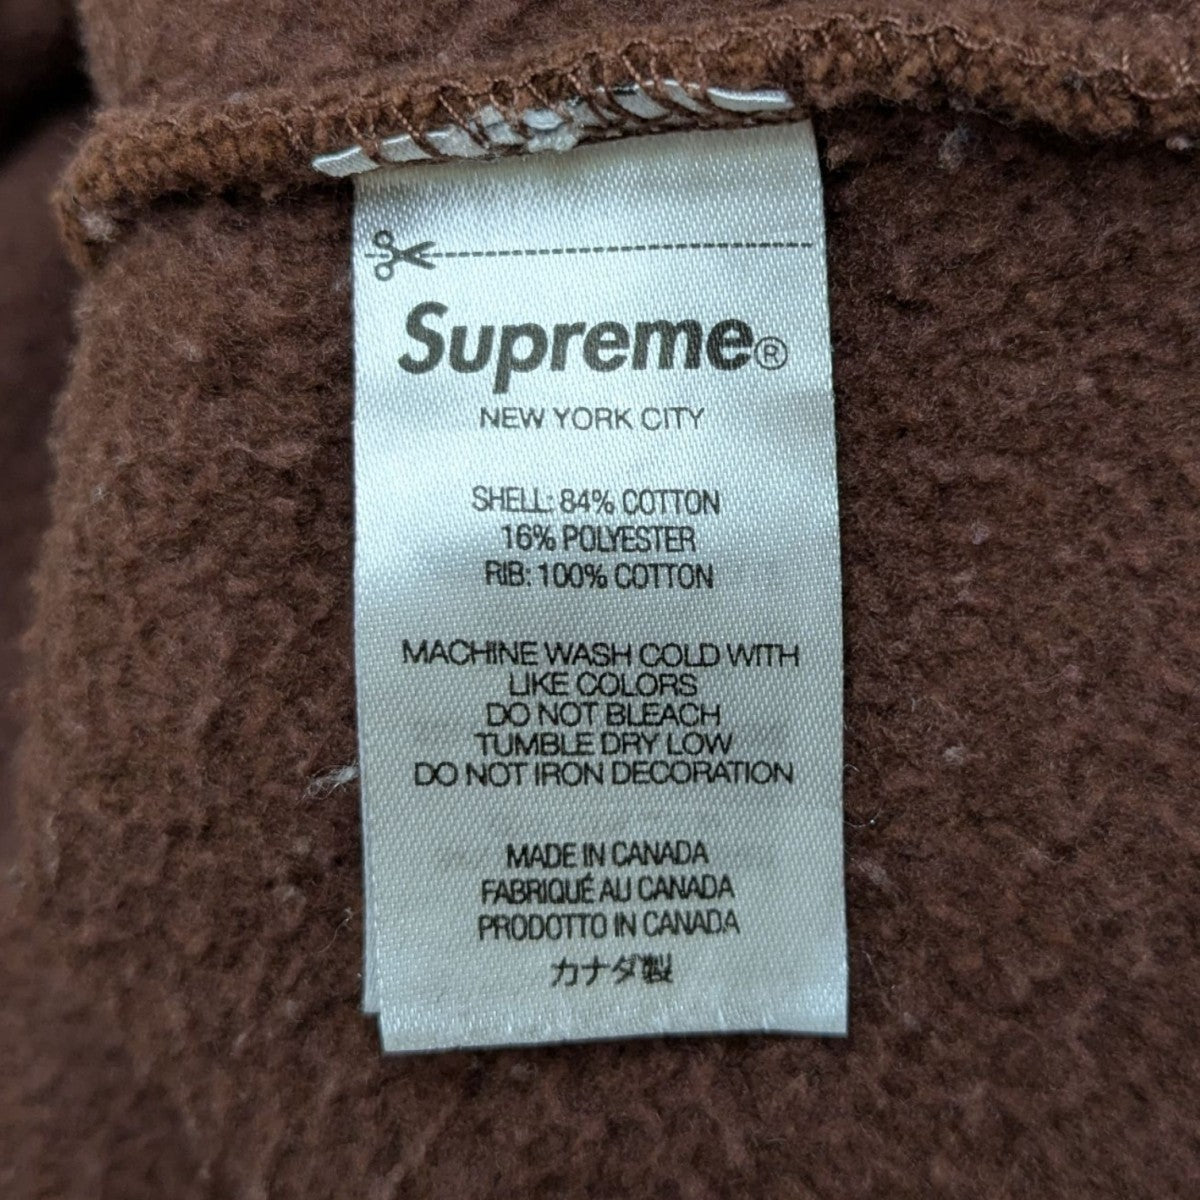 Supreme®
NEW YORK CITY
SHELL: 84% COTTON
16% POLYESTER
RIB: 100% COTTON
MACHINE WASH COLD WITH
LIKE COLORS
DO NOT BLEACH
TUMBLE DRY LOW
DO NOT IRON DECORATION
MADE IN CANADA
FABRIQUÉ AU CANADA
PRODOTTO IN CANADA
カナダ製